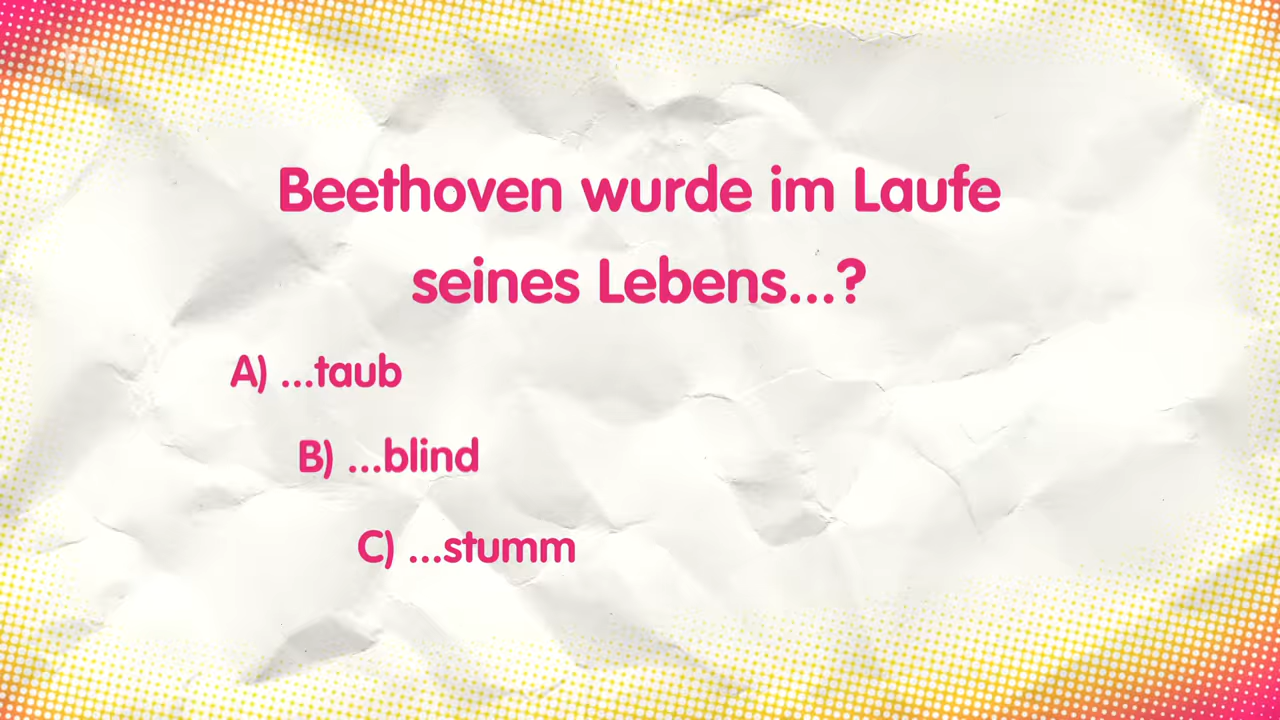 Beethoven wurde im Laufe
seines Lebens...?
A) ...taub
B) ...blind
C) ...stumm